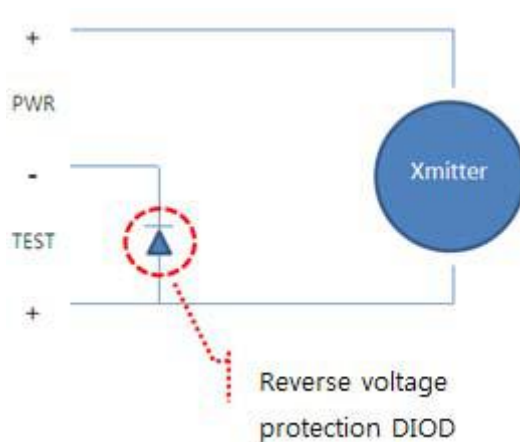 +
PWR
Xmitter
-
TEST
+
Reverse voltage
protection DIOD